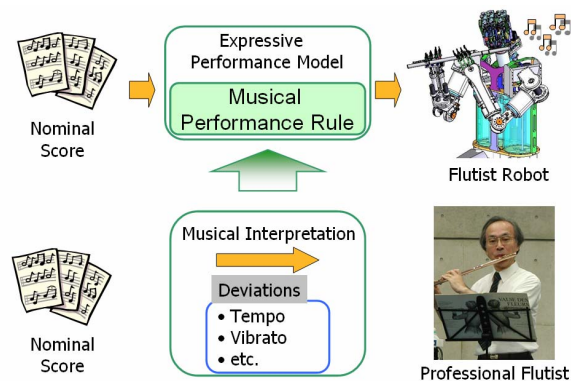 Expressive
Performance Model
Musical
Performance Rule
Nominal
Score
Flutist Robot
Musical Interpretation
Deviations
• Tempo
• Vibrato
• etc.
Nominal
Score
Professional Flutist